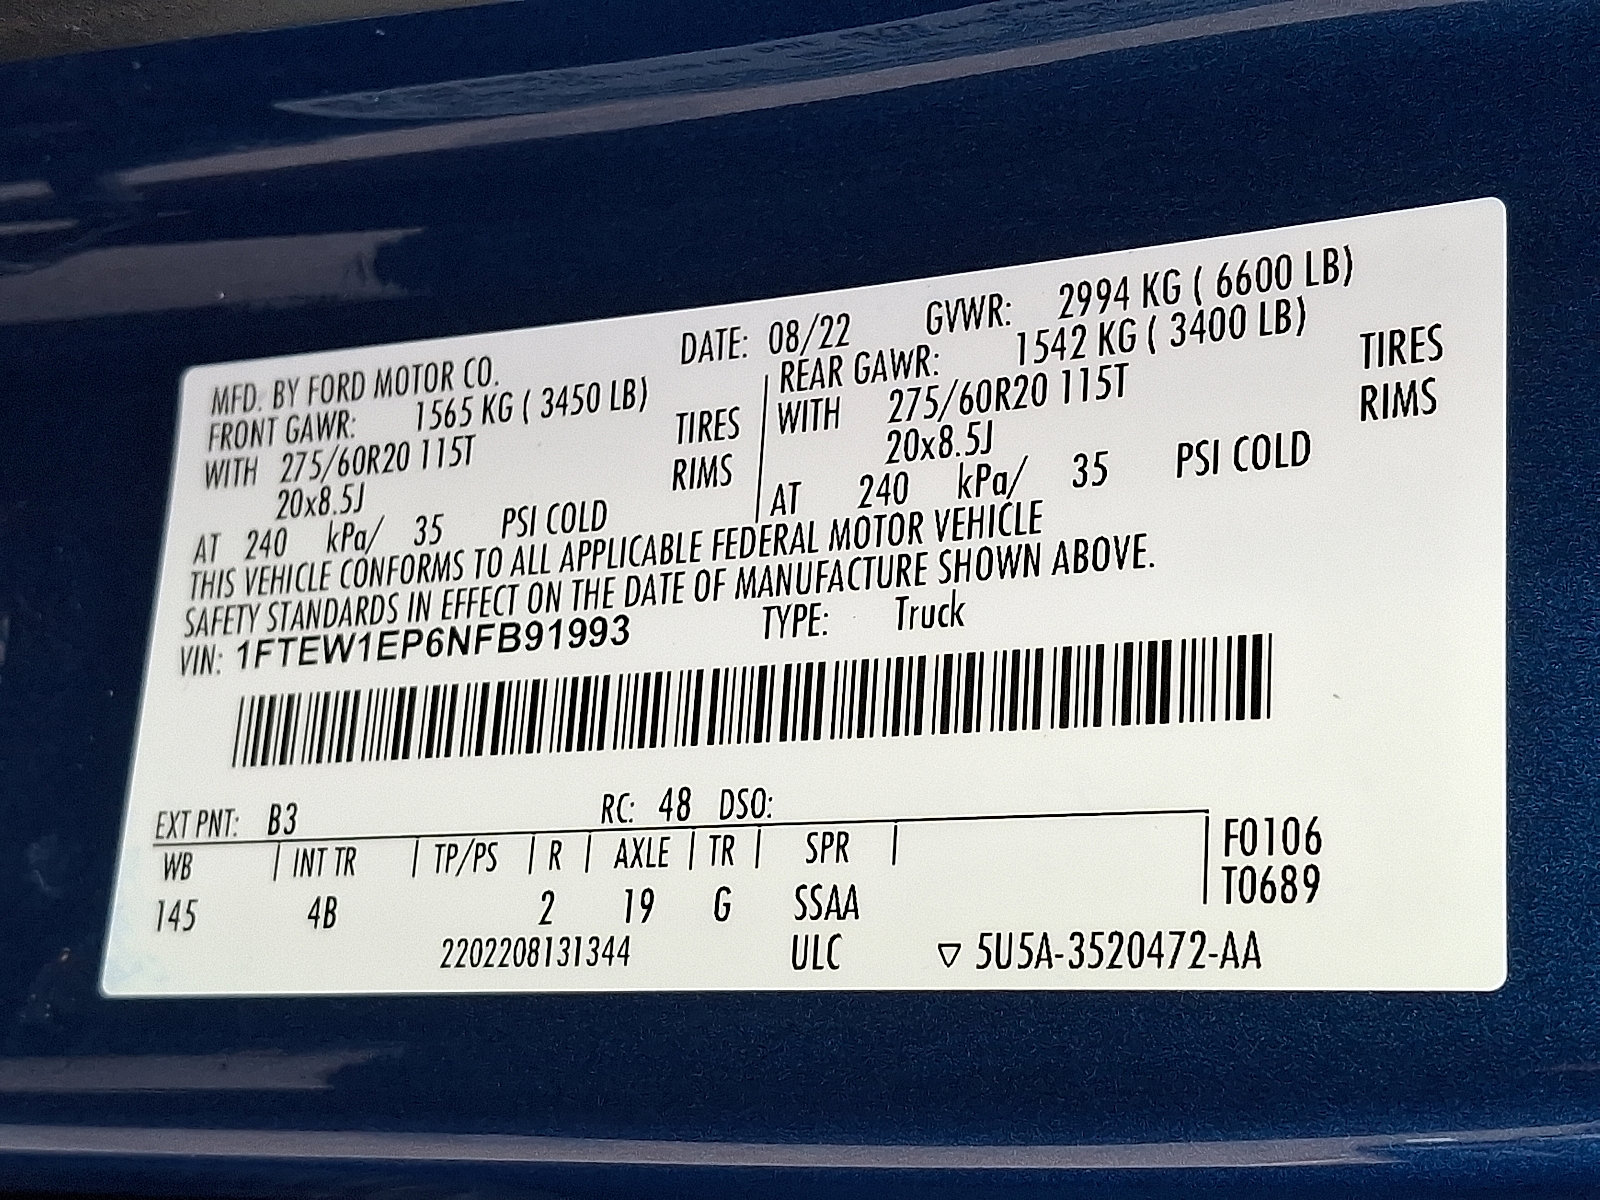 MFD. BY FORD MOTOR CO. DATE: 08/22 GVWR: 2994 KG ( 6600 LB)
FRONT GAWR: 1565 KG ( 3450 LB) REAR GAWR: 1542 KG ( 3400 LB)
WITH 275/60R20 115T TIRES WITH 275/60R20 115T TIRES
20x8.5J RIMS 20x8.5J RIMS
AT 240 kPa/ 35 PSI COLD AT 240 kPa/ 35 PSI COLD
THIS VEHICLE CONFORMS TO ALL APPLICABLE FEDERAL MOTOR VEHICLE
SAFETY STANDARDS IN EFFECT ON THE DATE OF MANUFACTURE SHOWN ABOVE.
VIN: 1FTEW1EP6NFB91993 TYPE: Truck
EXT PNT: B3 RC: 48 DSO:
WB | INT TR | TP/PS | R | AXLE | TR | SPR | F0106
145 4B 2 19 G SSAA T0689
2202208131344 ULC ▽ 5U5A-3520472-AA